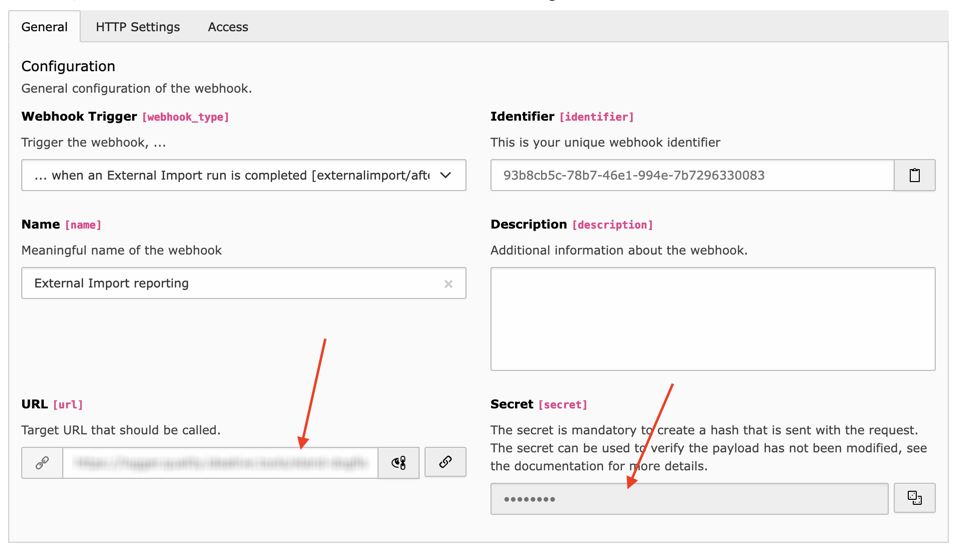 General HTTP Settings Access
Configuration
General configuration of the webhook.
Webhook Trigger [webhook_type]
Trigger the webhook, ...
... when an External Import run is completed [externalimport/afte
Identifier [identifier]
This is your unique webhook identifier
93b8cb5c-78b7-46e1-994e-7b7296330083
Name [name]
Meaningful name of the webhook
External Import reporting
Description [description]
Additional information about the webhook.
URL [url]
Target URL that should be called.
Secret [secret]
The secret is mandatory to create a hash that is sent with the request.
The secret can be used to verify the payload has not been modified, see
the documentation for more details.
••••••••